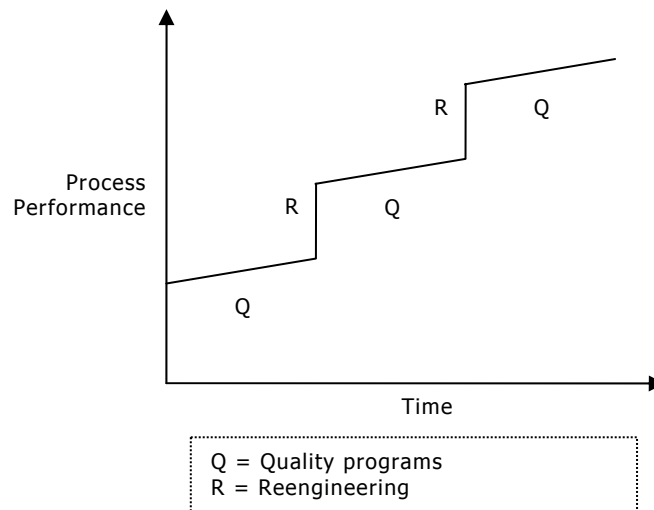 R
Q
Process
Performance
R
Q
Q
Time
Q = Quality programs
R = Reengineering